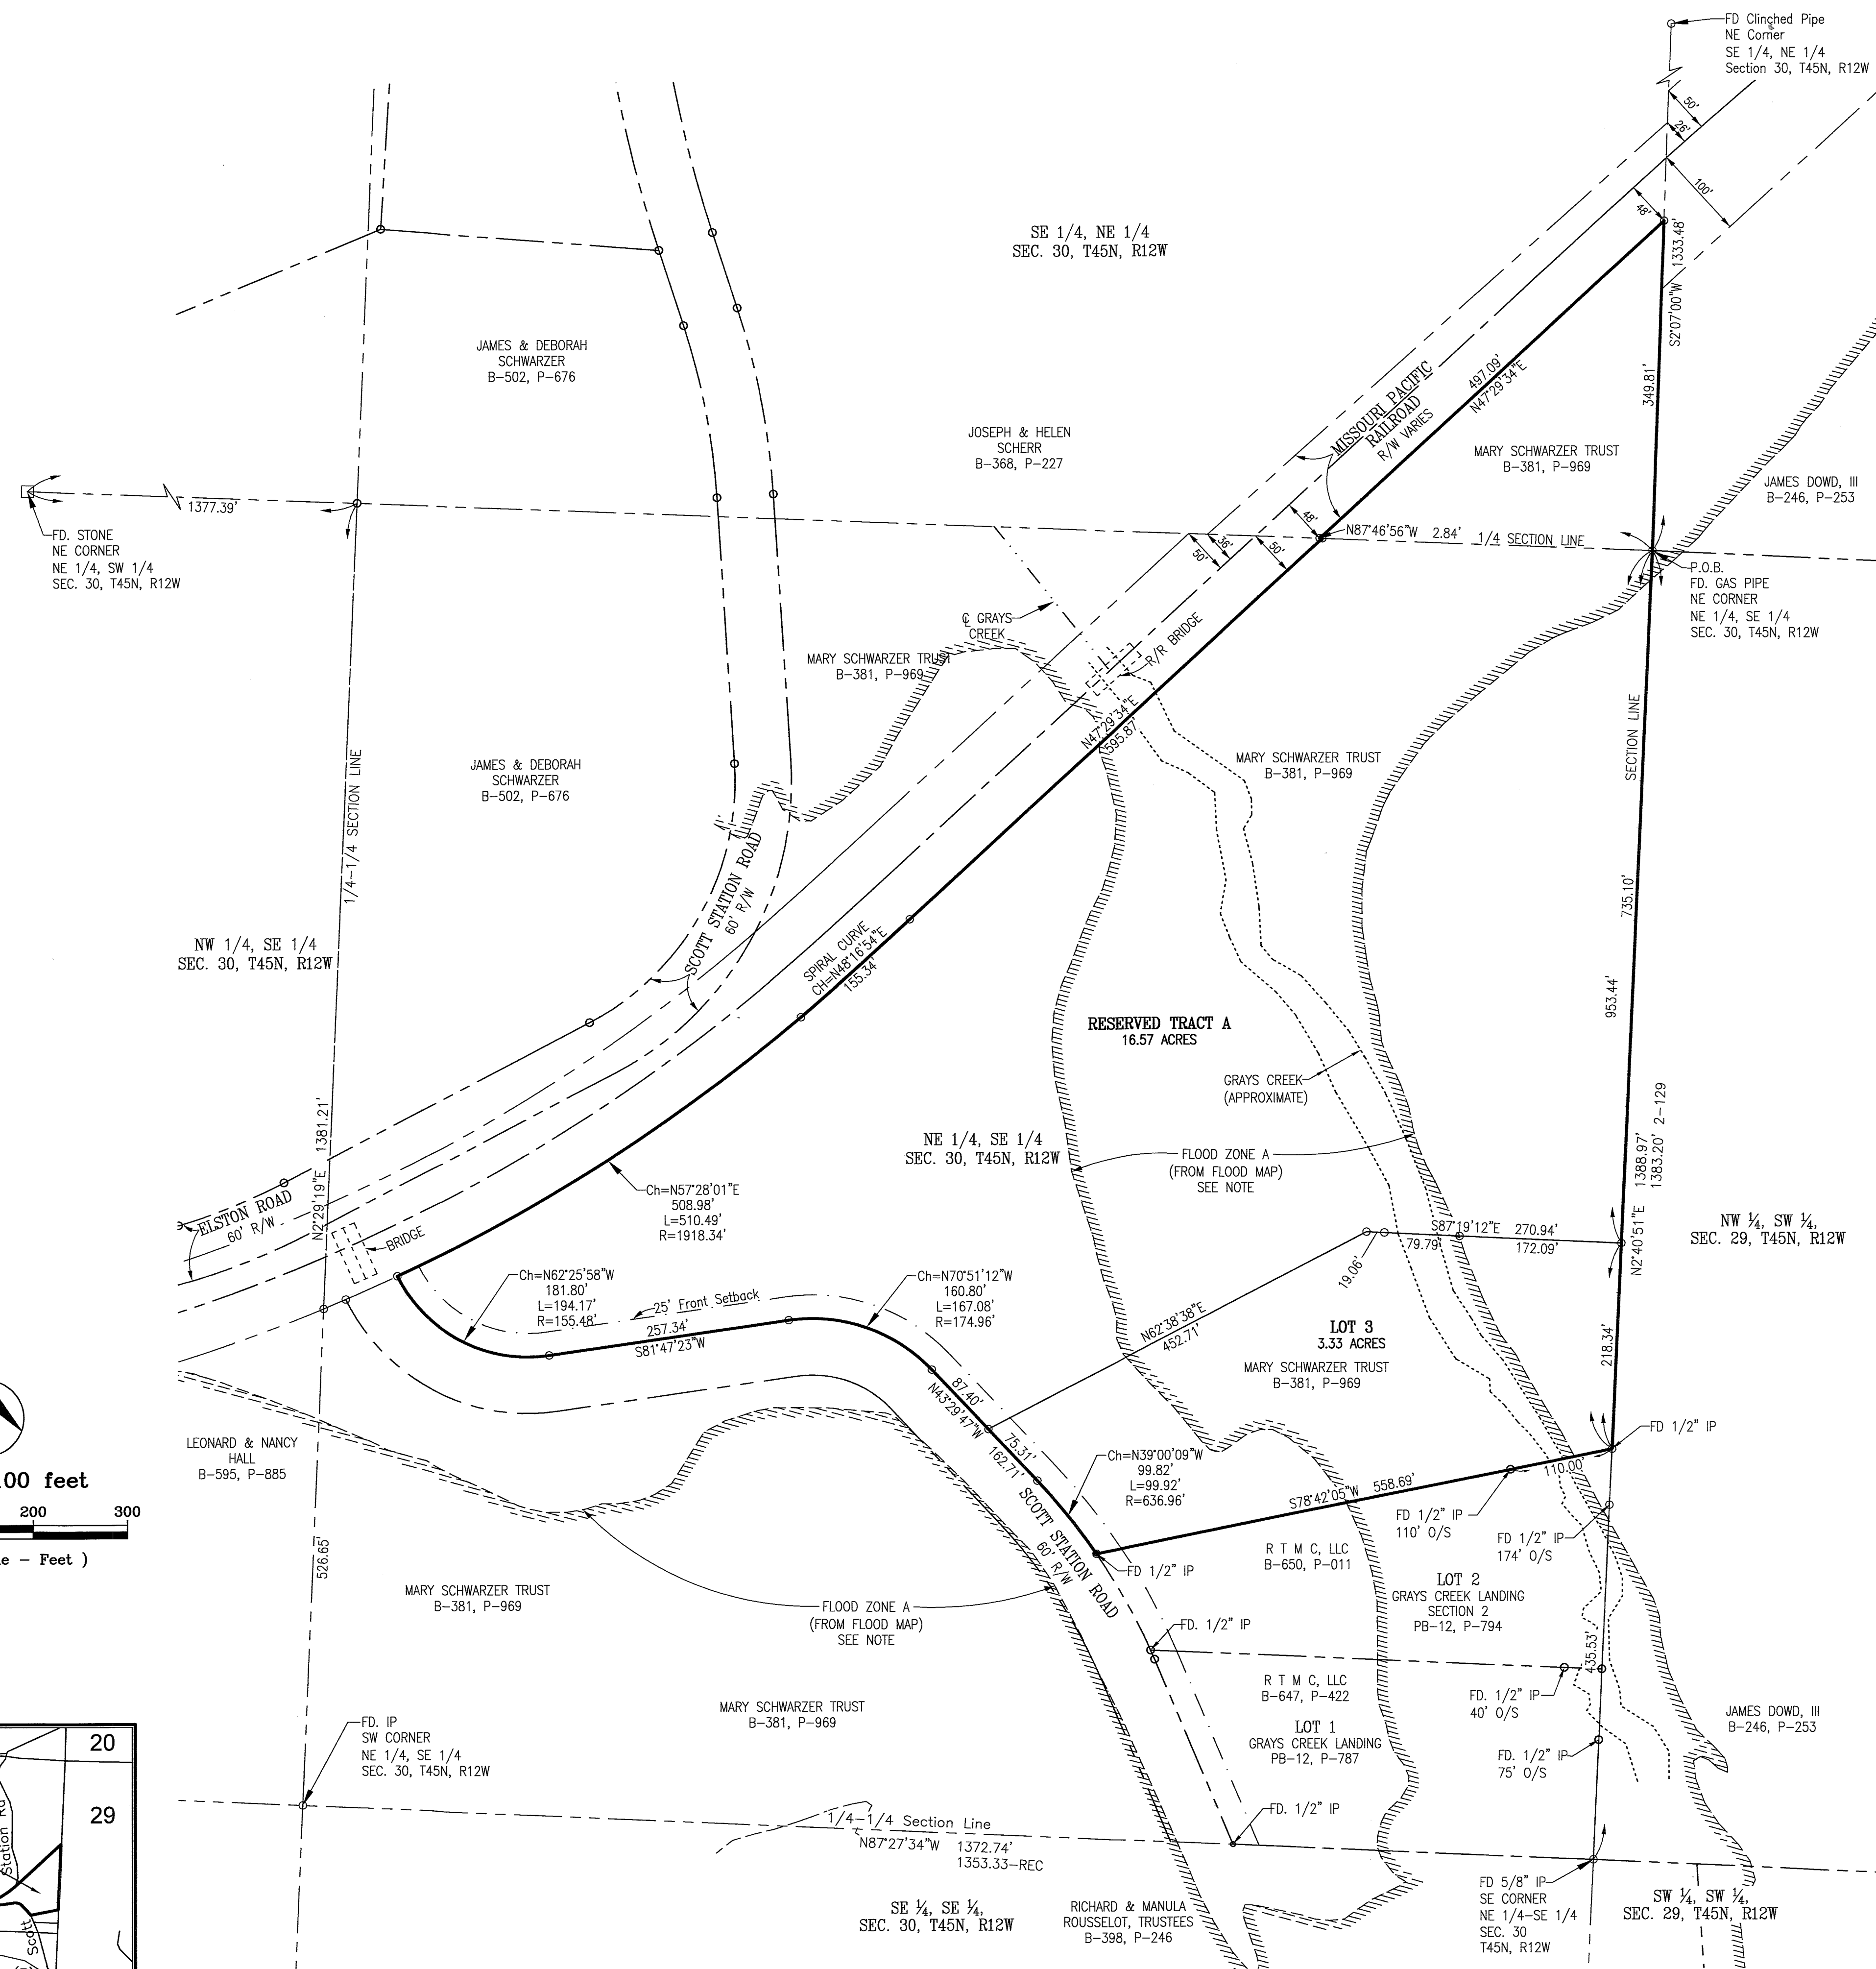 FD Clinched Pipe
NE Corner
SE 1/4, NE 1/4
Section 30, T45N, R12W
50'
26'
100'
48'
S2°07'00"W 1333.48'
349.81'
SE 1/4, NE 1/4
SEC. 30, T45N, R12W
JAMES & DEBORAH
SCHWARZER
B-502, P-676
JOSEPH & HELEN
SCHERR
B-368, P-227
MISSOURI PACIFIC
RAILROAD
R/W VARIES
497.09'
N47°29'34"E
MARY SCHWARZER TRUST
B-381, P-969
JAMES DOWD, III
B-246, P-253
1377.39'
FD. STONE
NE CORNER
NE 1/4, SW 1/4
SEC. 30, T45N, R12W
48'
36'
50'
50'
N87°46'56"W 2.84' 1/4 SECTION LINE
P.O.B.
FD. GAS PIPE
NE CORNER
NE 1/4, SE 1/4
SEC. 30, T45N, R12W
℄ GRAYS
CREEK
R/R BRIDGE
MARY SCHWARZER TRUST
B-381, P-969
N47°29'34"E
595.87'
MARY SCHWARZER TRUST
B-381, P-969
SECTION LINE
JAMES & DEBORAH
SCHWARZER
B-502, P-676
1/4-1/4 SECTION LINE
SCOTT STATION ROAD
60' R/W
735.10'
NW 1/4, SE 1/4
SEC. 30, T45N, R12W
SPIRAL CURVE
CH=N48°16'54"E
155.34'
953.44'
RESERVED TRACT A
16.57 ACRES
GRAYS CREEK
(APPROXIMATE)
N2°29'19"E 1381.21'
NE 1/4, SE 1/4
SEC. 30, T45N, R12W
FLOOD ZONE A
(FROM FLOOD MAP)
SEE NOTE
N2°40'51"E 1388.97'
1383.20' 2-129
ELSTON ROAD
60' R/W
BRIDGE
Ch=N57°28'01"E
508.98'
L=510.49'
R=1918.34'
NW ¼, SW ¼,
SEC. 29, T45N, R12W
S87°19'12"E 270.94'
79.79'
172.09'
19.06'
Ch=N62°25'58"W
181.80'
L=194.17'
R=155.48'
25' Front Setback
257.34'
S81°47'23"W
Ch=N70°51'12"W
160.80'
L=167.08'
R=174.96'
N62°38'38"E
452.71'
LOT 3
3.33 ACRES
MARY SCHWARZER TRUST
B-381, P-969
218.34'
87.40'
N43°29'47"W
75.31'
162.71'
FD 1/2" IP
LEONARD & NANCY
HALL
B-595, P-885
Ch=N39°00'09"W
99.82'
L=99.92'
R=636.96'
110.00'
S78°42'05"W 558.69'
00 feet
200 300
e - Feet )
FD 1/2" IP
110' O/S
FD 1/2" IP
174' O/S
SCOTT STATION ROAD
60' R/W
FD 1/2" IP
R T M C, LLC
B-650, P-011
526.65'
MARY SCHWARZER TRUST
B-381, P-969
FLOOD ZONE A
(FROM FLOOD MAP)
SEE NOTE
LOT 2
GRAYS CREEK LANDING
SECTION 2
PB-12, P-794
FD. 1/2" IP
435.53'
R T M C, LLC
B-647, P-422
FD. 1/2" IP
40' O/S
MARY SCHWARZER TRUST
B-381, P-969
FD. IP
SW CORNER
NE 1/4, SE 1/4
SEC. 30, T45N, R12W
LOT 1
GRAYS CREEK LANDING
PB-12, P-787
FD. 1/2" IP
75' O/S
JAMES DOWD, III
B-246, P-253
20
29
Station Rd
Scott
1/4-1/4 Section Line
N87°27'34"W 1372.74'
1353.33-REC
FD. 1/2" IP
FD 5/8" IP
SE CORNER
NE 1/4-SE 1/4
SEC. 30
T45N, R12W
SE ¼, SE ¼,
SEC. 30, T45N, R12W
RICHARD & MANULA
ROUSSELOT, TRUSTEES
B-398, P-246
SW ¼, SW ¼,
SEC. 29, T45N, R12W